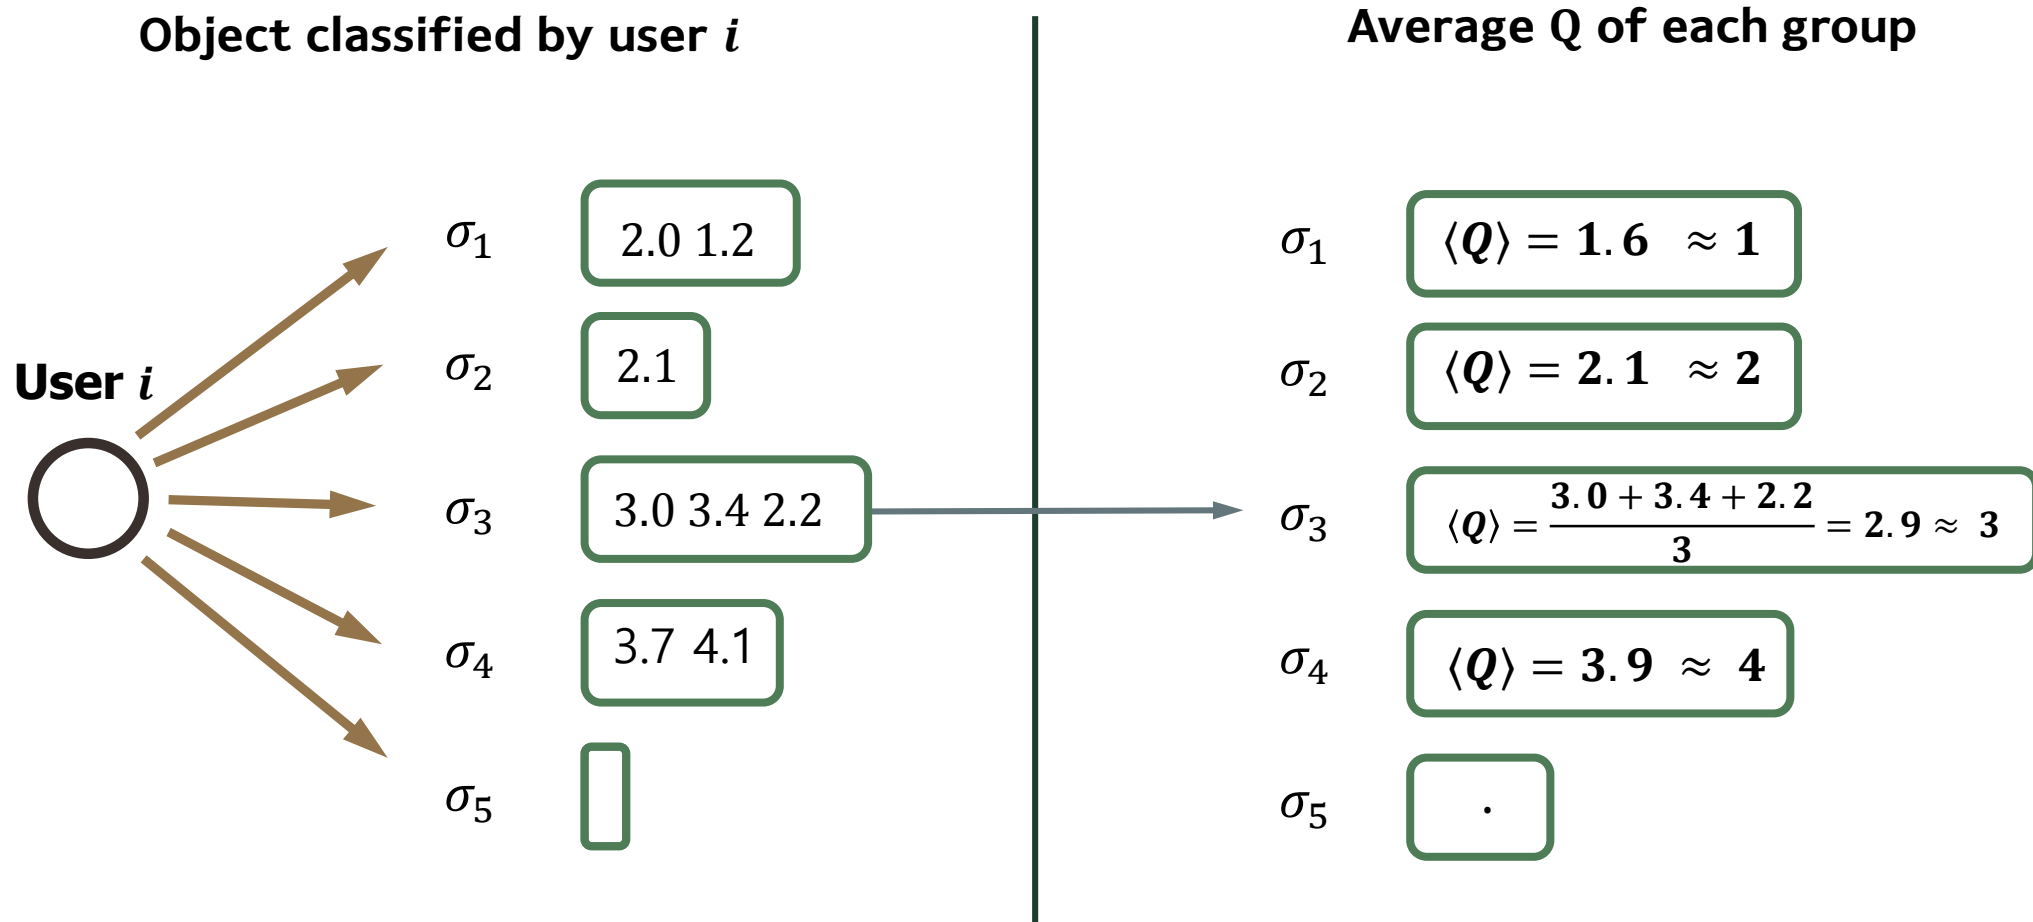 Object classified by user i
User i
σ₁ 2.0 1.2
σ₂ 2.1
σ₃ 3.0 3.4 2.2
σ₄ 3.7 4.1
σ₅
Average Q of each group
σ₁ ⟨Q⟩ = 1.6 ≈ 1
σ₂ ⟨Q⟩ = 2.1 ≈ 2
σ₃ ⟨Q⟩ = (3.0 + 3.4 + 2.2)/3 = 2.9 ≈ 3
σ₄ ⟨Q⟩ = 3.9 ≈ 4
σ₅ .